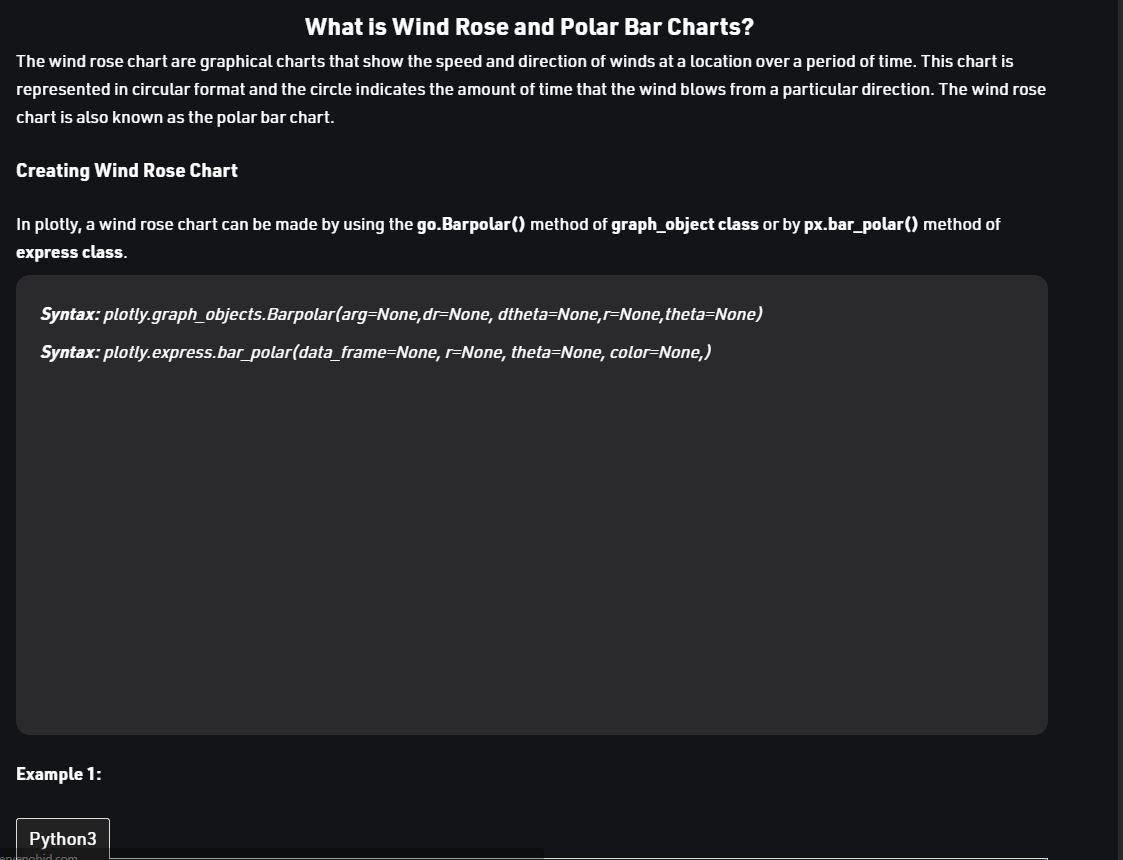 What is Wind Rose and Polar Bar Charts?
The wind rose chart are graphical charts that show the speed and direction of winds at a location over a period of time. This chart is
represented in circular format and the circle indicates the amount of time that the wind blows from a particular direction. The wind rose
chart is also known as the polar bar chart.
Creating Wind Rose Chart
In plotly, a wind rose chart can be made by using the go.Barpolar() method of graph_object class or by px.bar_polar() method of
express class.
Syntax: plotly.graph_objects.Barpolar(arg=None,dr=None, dtheta=None,r=None,theta=None)
Syntax: plotly.express.bar_polar(data_frame=None, r=None, theta=None, color=None,)
Example 1:
Python3